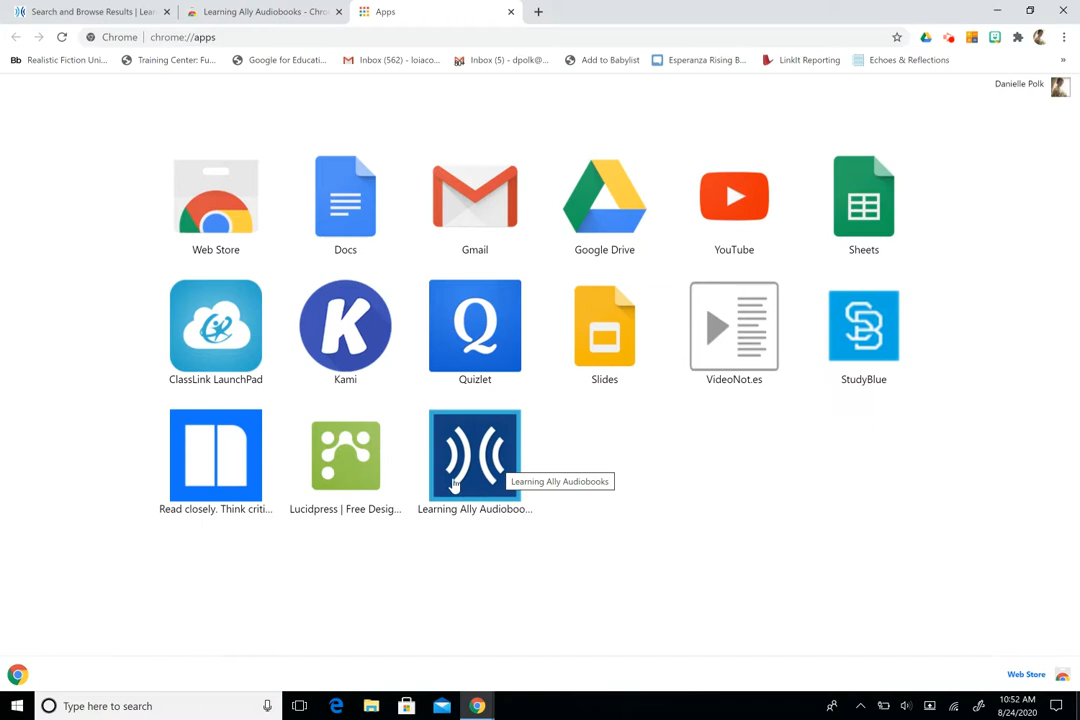 Search and Browse Results | Lear
Learning Ally Audiobooks - Chro
Apps
Chrome | chrome://apps
Bb Realistic Fiction Uni...
Training Center: Fu...
Google for Educati...
Inbox (562) - loiaco...
Inbox (5) - dpolk@...
Add to Babylist
Esperanza Rising B...
LinkIt Reporting
Echoes & Reflections
»
Danielle Polk
Web Store
Docs
Gmail
Google Drive
YouTube
Sheets
ClassLink LaunchPad
Kami
Quizlet
Slides
VideoNot.es
StudyBlue
Read closely. Think criti...
Lucidpress | Free Desig...
Learning Ally Audioboo...
Learning Ally Audiobooks
Web Store
Type here to search
10:52 AM
8/24/2020